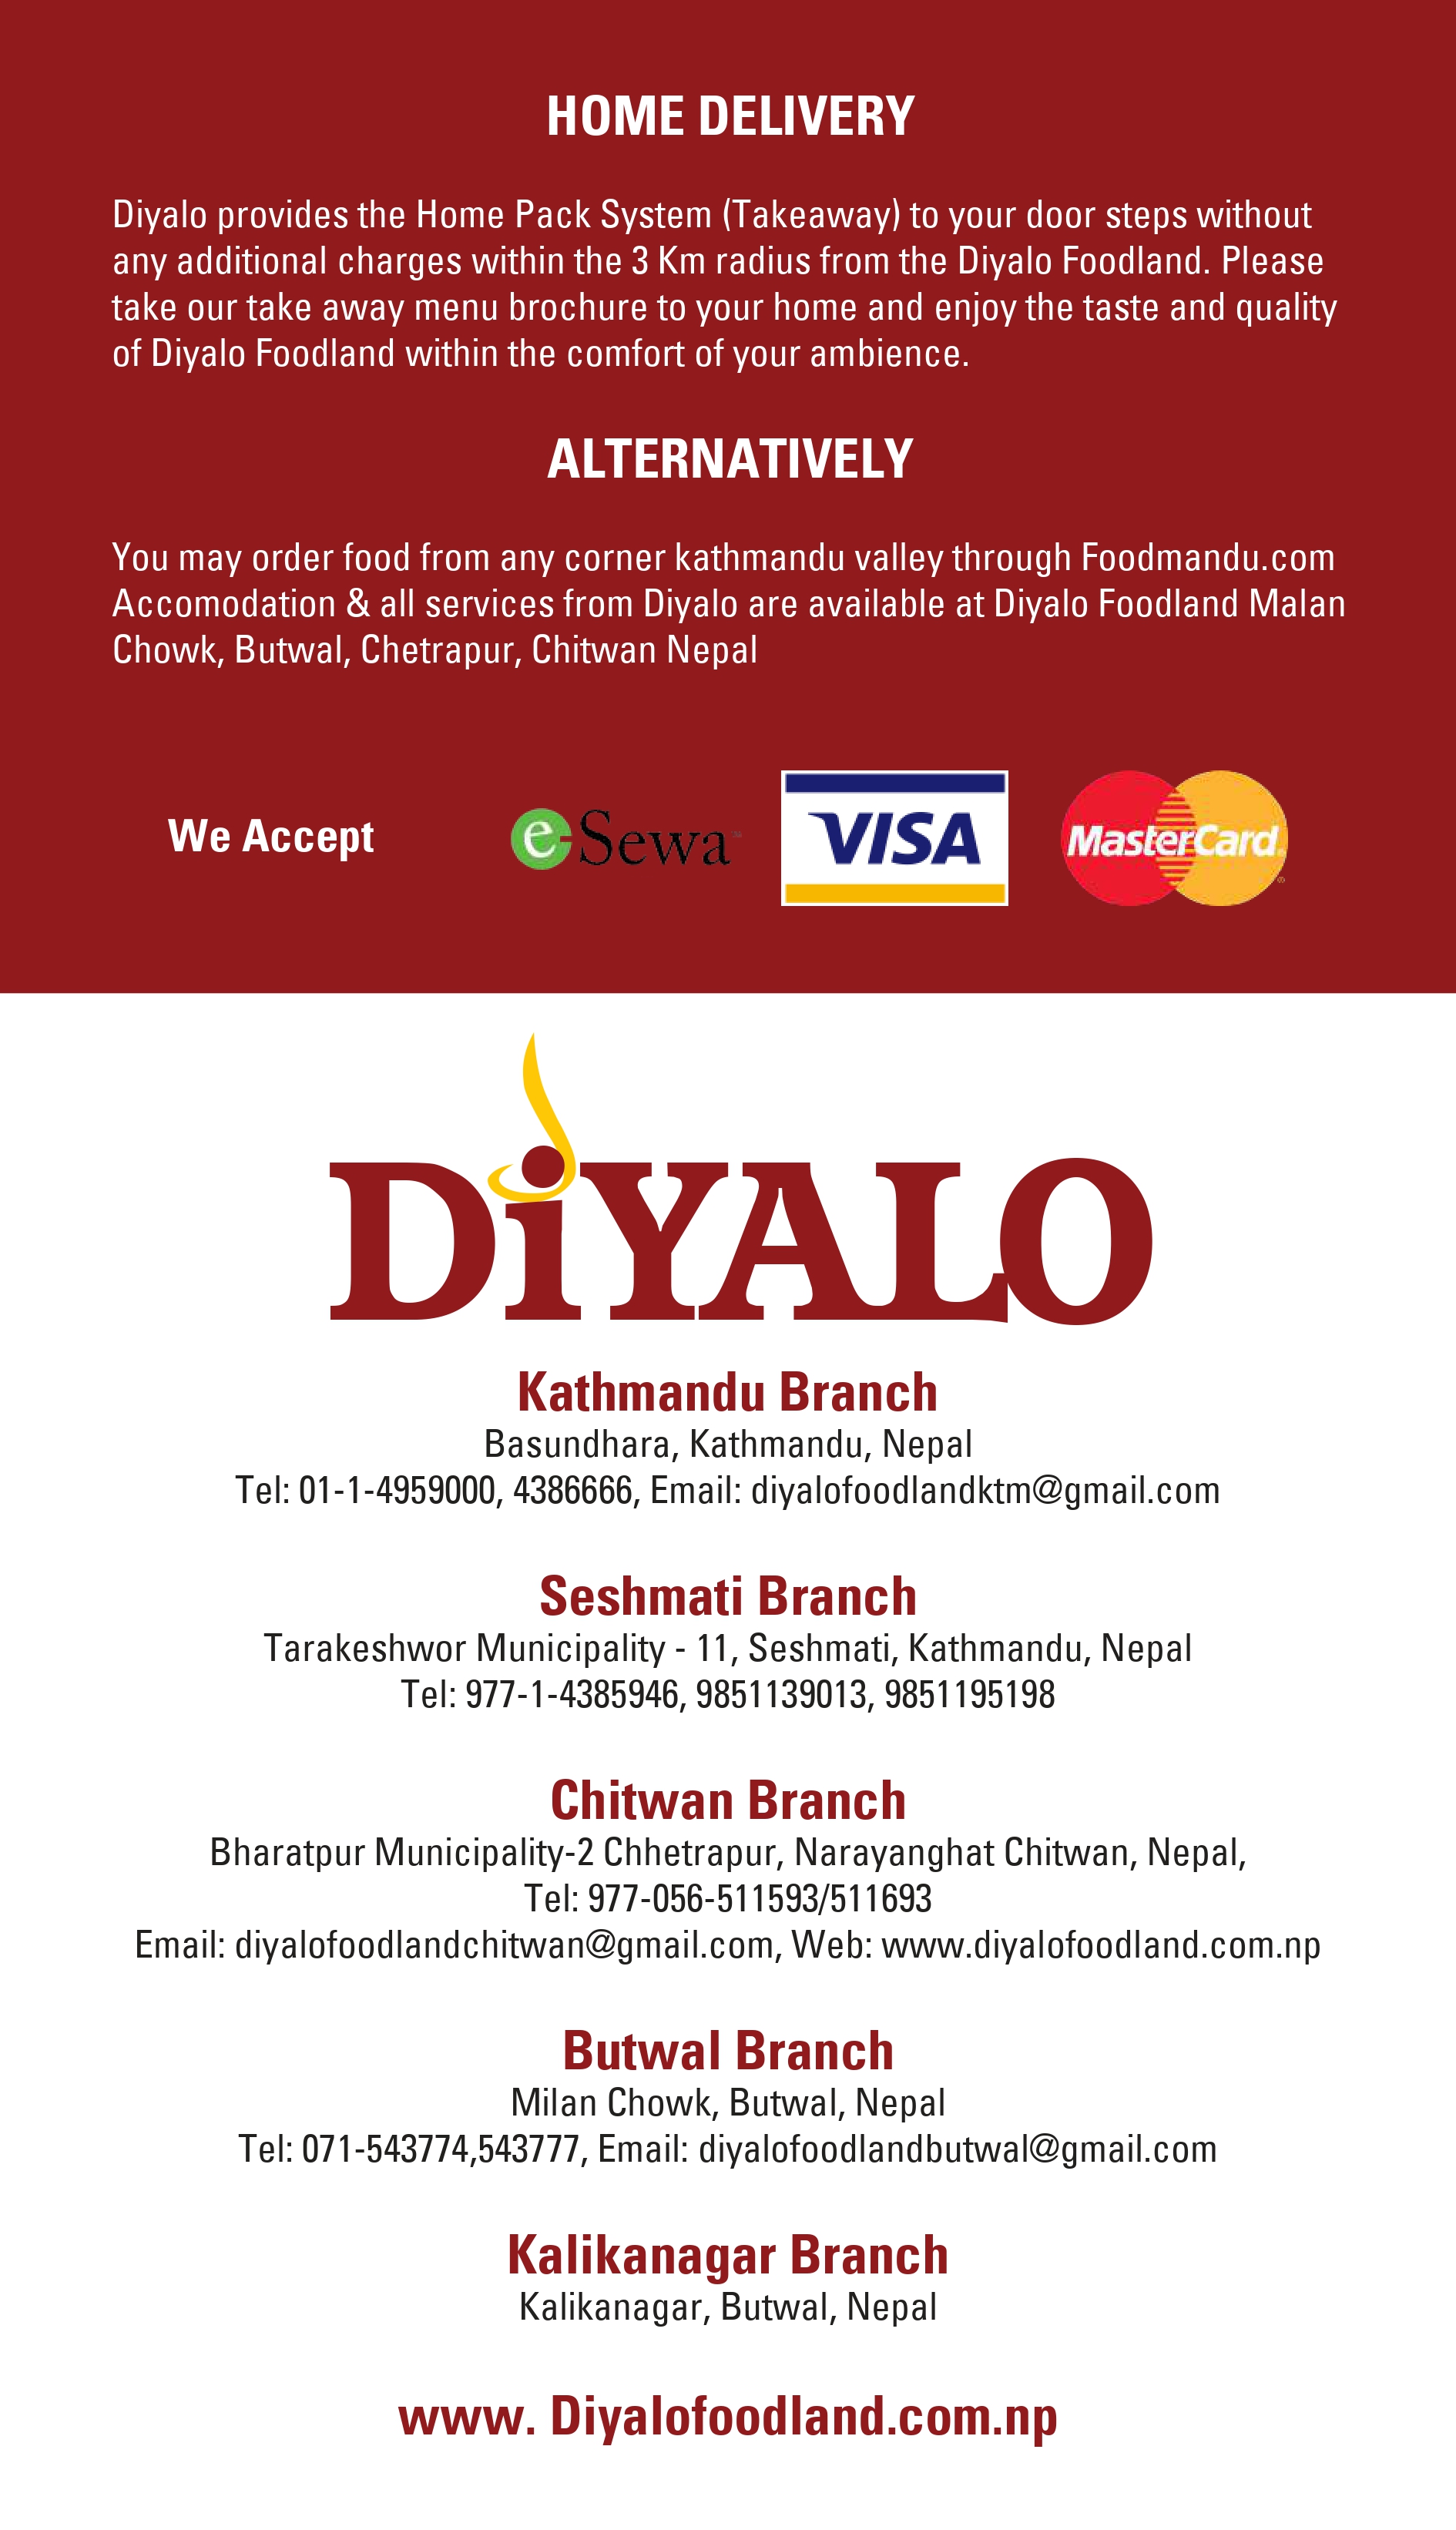 HOME DELIVERY
Diyalo provides the Home Pack System (Takeaway) to your door steps without
any additional charges within the 3 Km radius from the Diyalo Foodland. Please
take our take away menu brochure to your home and enjoy the taste and quality
of Diyalo Foodland within the comfort of your ambience.
ALTERNATIVELY
You may order food from any corner kathmandu valley through Foodmandu.com
Accomodation & all services from Diyalo are available at Diyalo Foodland Malan
Chowk, Butwal, Chetrapur, Chitwan Nepal
We Accept e-Sewa™ VISA MasterCard®
DiYALO
Kathmandu Branch
Basundhara, Kathmandu, Nepal
Tel: 01-1-4959000, 4386666, Email: diyalofoodlandktm@gmail.com
Seshmati Branch
Tarakeshwor Municipality - 11, Seshmati, Kathmandu, Nepal
Tel: 977-1-4385946, 9851139013, 9851195198
Chitwan Branch
Bharatpur Municipality-2 Chhetrapur, Narayanghat Chitwan, Nepal,
Tel: 977-056-511593/511693
Email: diyalofoodlandchitwan@gmail.com, Web: www.diyalofoodland.com.np
Butwal Branch
Milan Chowk, Butwal, Nepal
Tel: 071-543774,543777, Email: diyalofoodlandbutwal@gmail.com
Kalikanagar Branch
Kalikanagar, Butwal, Nepal
www. Diyalofoodland.com.np